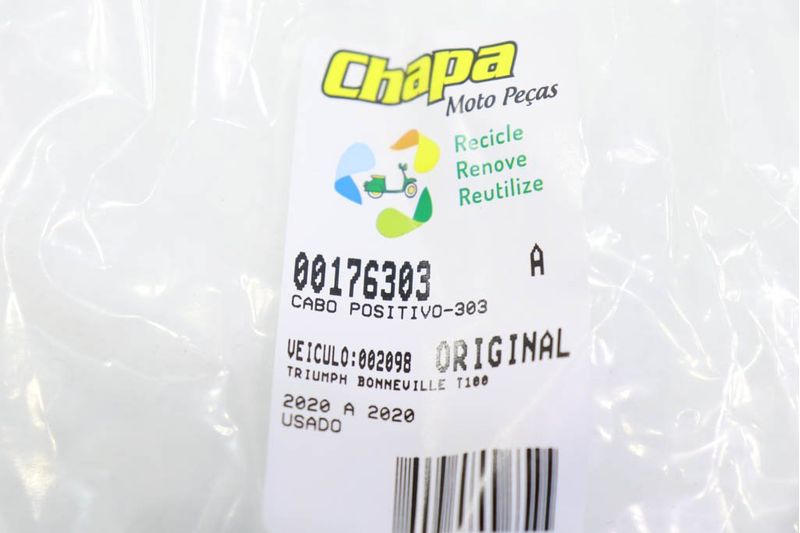 Chapa
Moto Peças
Recicle
Renove
Reutilize
00176303 A
CABO POSITIVO-303
VEICULO:002098 ORIGINAL
TRIUMPH BONNEVILLE T100
2020 A 2020
USADO